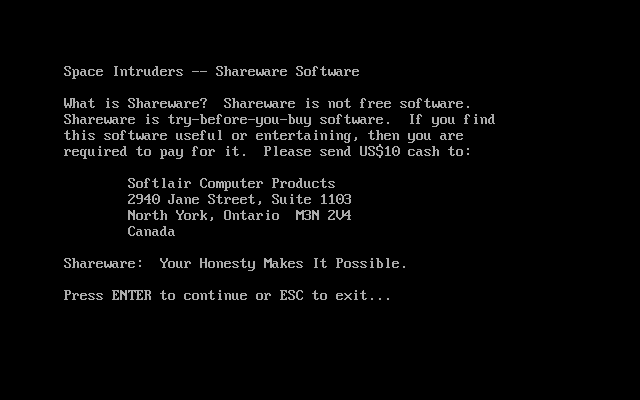 Space Intruders -- Shareware Software
What is Shareware?  Shareware is not free software.
Shareware is try-before-you-buy software.  If you find
this software useful or entertaining, then you are
required to pay for it.  Please send US$10 cash to:
Softlair Computer Products
2940 Jane Street, Suite 1103
North York, Ontario  M3N 2V4
Canada
Shareware:  Your Honesty Makes It Possible.
Press ENTER to continue or ESC to exit...